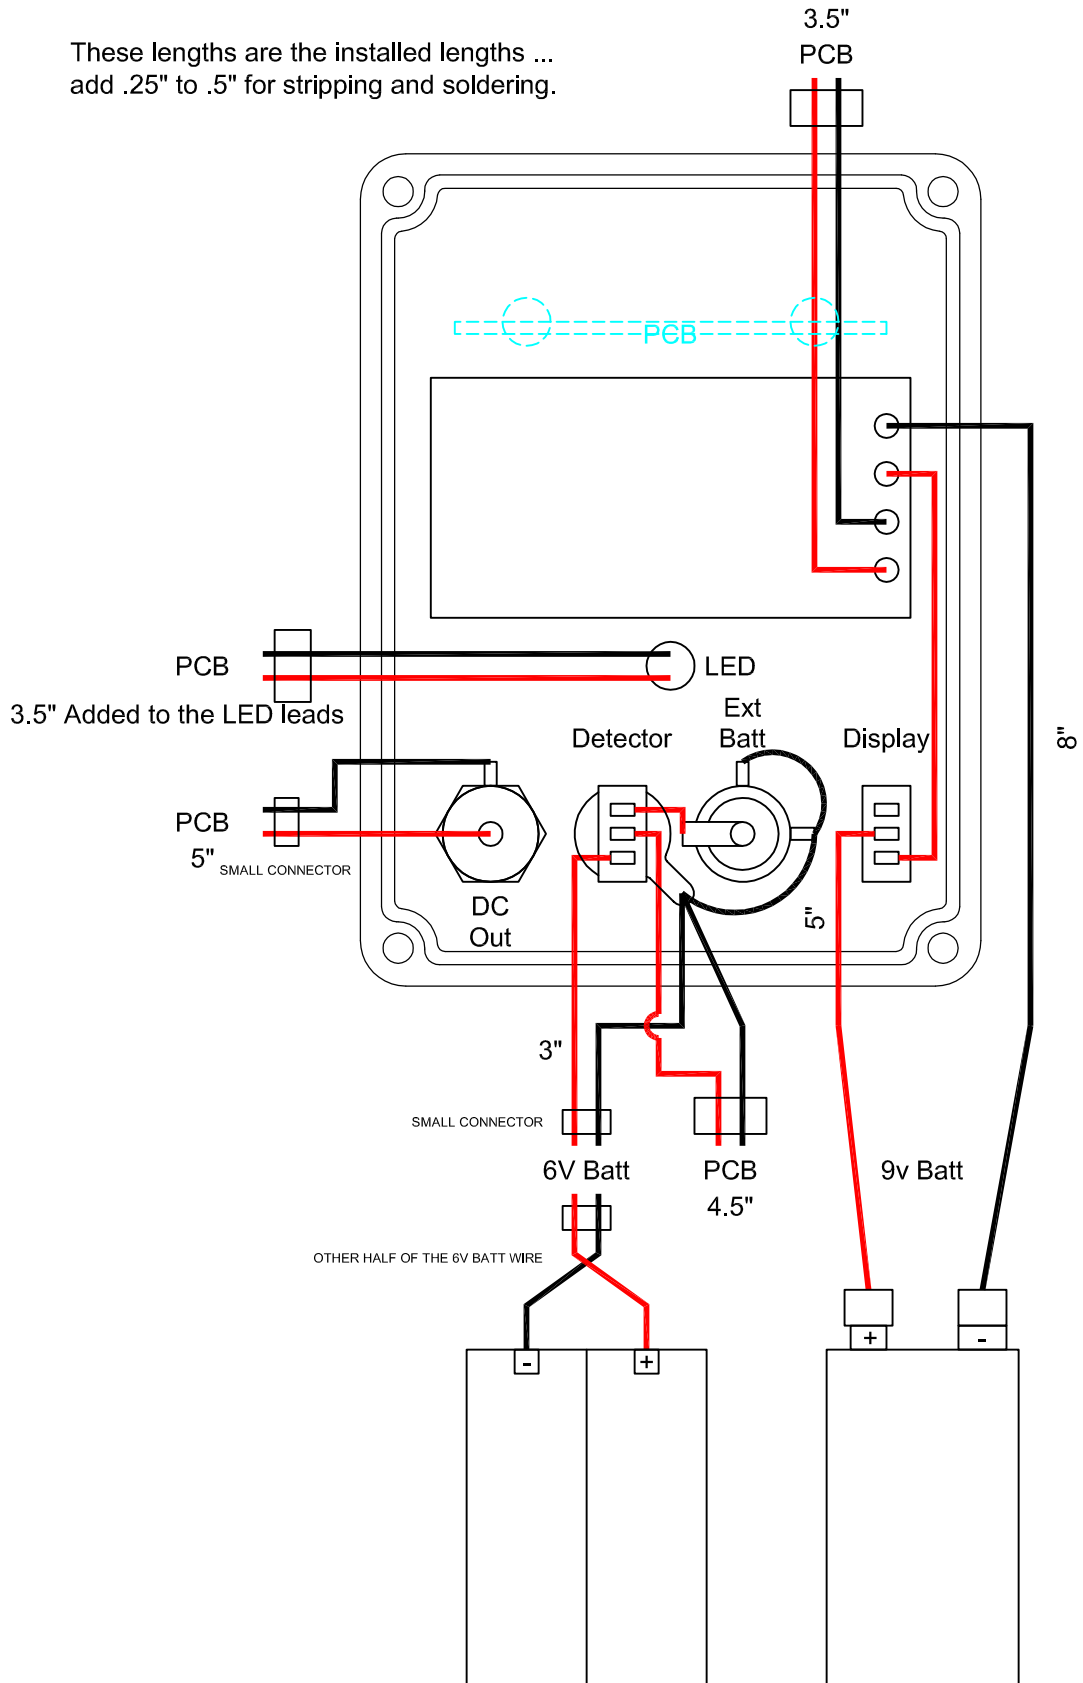 3.5"
PCB
These lengths are the installed lengths ...
add .25" to .5" for stripping and soldering.
PCB
PCB
LED
3.5" Added to the LED leads
Ext
Batt
Detector
Display
8"
PCB
5"
SMALL CONNECTOR
DC
Out
5"
3"
SMALL CONNECTOR
6V Batt
PCB
4.5"
9v Batt
OTHER HALF OF THE 6V BATT WIRE
+
-
-
+